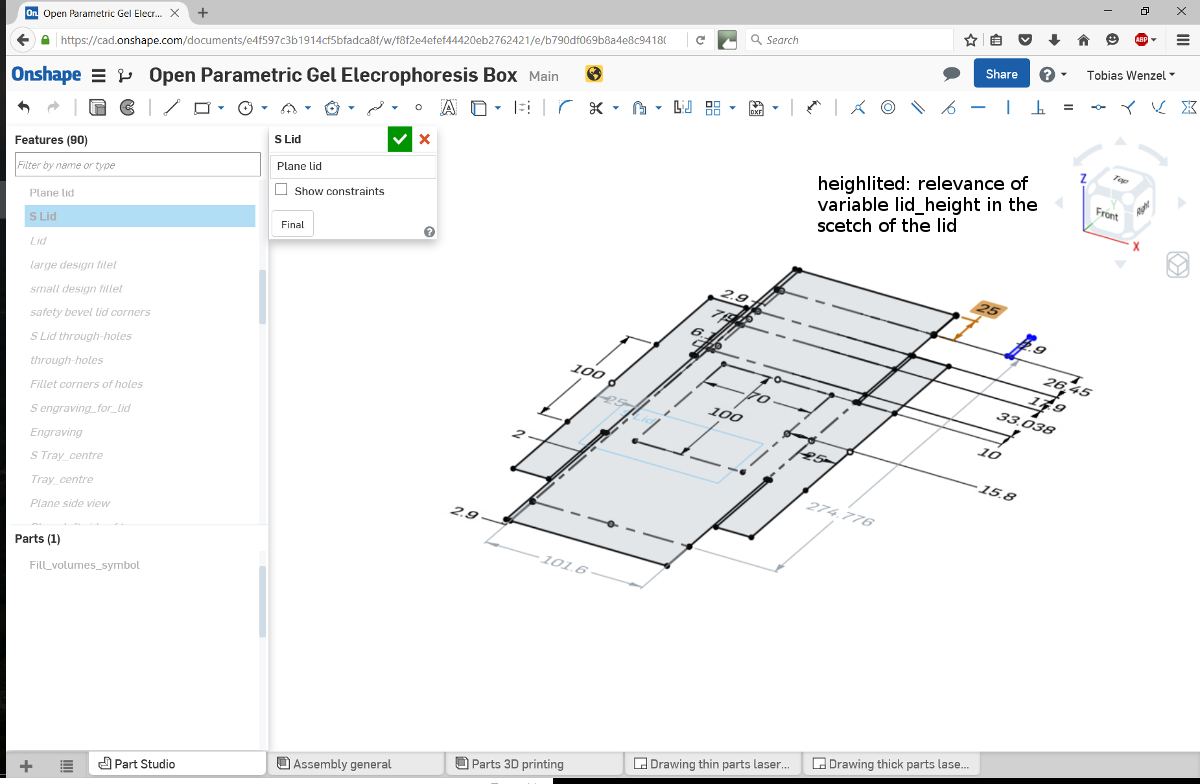 On. Open Parametric Gel Elecr...
https://cad.onshape.com/documents/e4f597c3b1914cf5bfadca8f/w/f8f2e4efef44420eb2762421/e/b790df069b8a4e8c9418(
Search
ABP
Onshape
Open Parametric Gel Elecrophoresis Box
Main
Share
Tobias Wenzel
Features (90)
Filter by name or type
Plane lid
S Lid
Lid
large design filet
small design fillet
safety bevel lid corners
S Lid through-holes
through-holes
Fillet corners of holes
S engraving_for_lid
Engraving
S Tray_centre
Tray_centre
Plane side view
Parts (1)
Fill_volumes_symbol
S Lid
Plane lid
Show constraints
Final
heighlited: relevance of
variable lid_height in the
scetch of the lid
Z
Top
Front
Right
X
2.9
25
2.9
100
26.45
17.9
33.038
70
100
25
10
2
25
15.8
2.9
274.776
101.6
Part Studio
Assembly general
Parts 3D printing
Drawing thin parts laser...
Drawing thick parts lase...